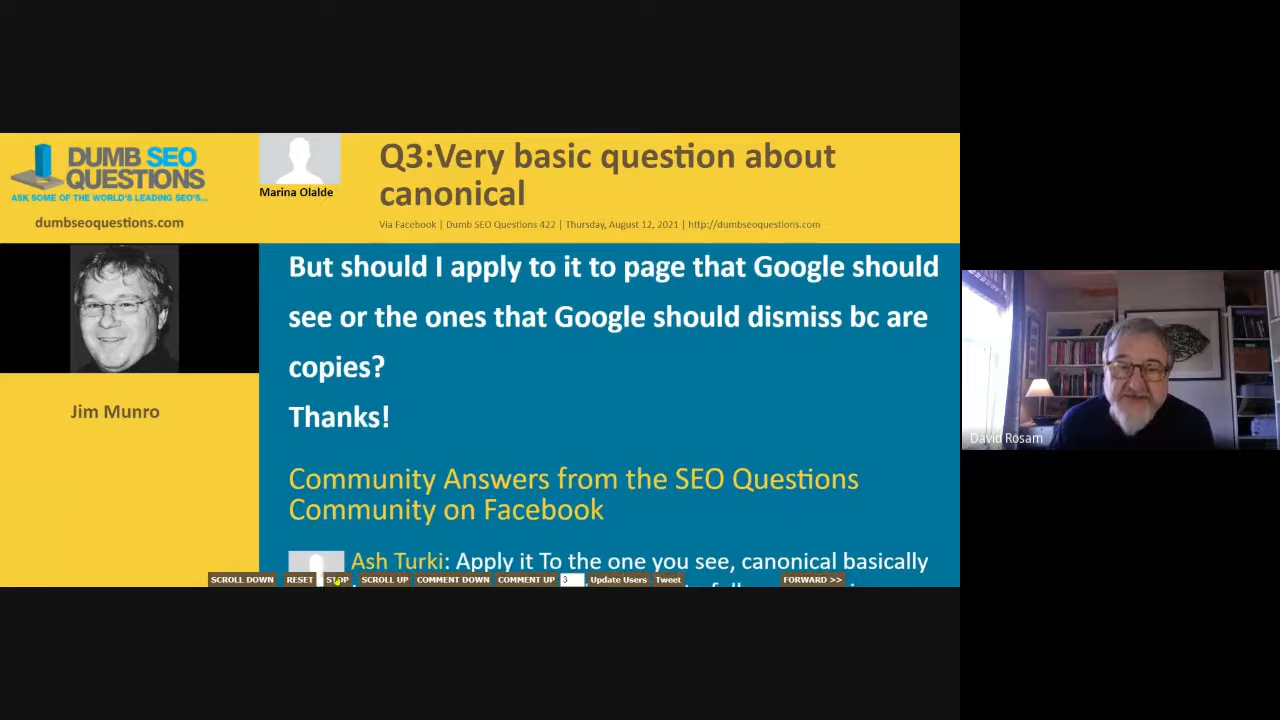 DUMB SEO
QUESTIONS
ASK SOME OF THE WORLD'S LEADING SEO'S...
dumbseoquestions.com
Marina Olalde
Q3:Very basic question about
canonical
Via Facebook | Dumb SEO Questions 422 | Thursday, August 12, 2021 | http://dumbseoquestions.com
Jim Munro
But should I apply to it to page that Google should
see or the ones that Google should dismiss bc are
copies?
Thanks!
Community Answers from the SEO Questions
Community on Facebook
Ash Turki: Apply it To the one you see, canonical basically
SCROLL DOWN RESET STOP SCROLL UP COMMENT DOWN COMMENT UP 3 Update Users Tweet FORWARD >>
David Rosam